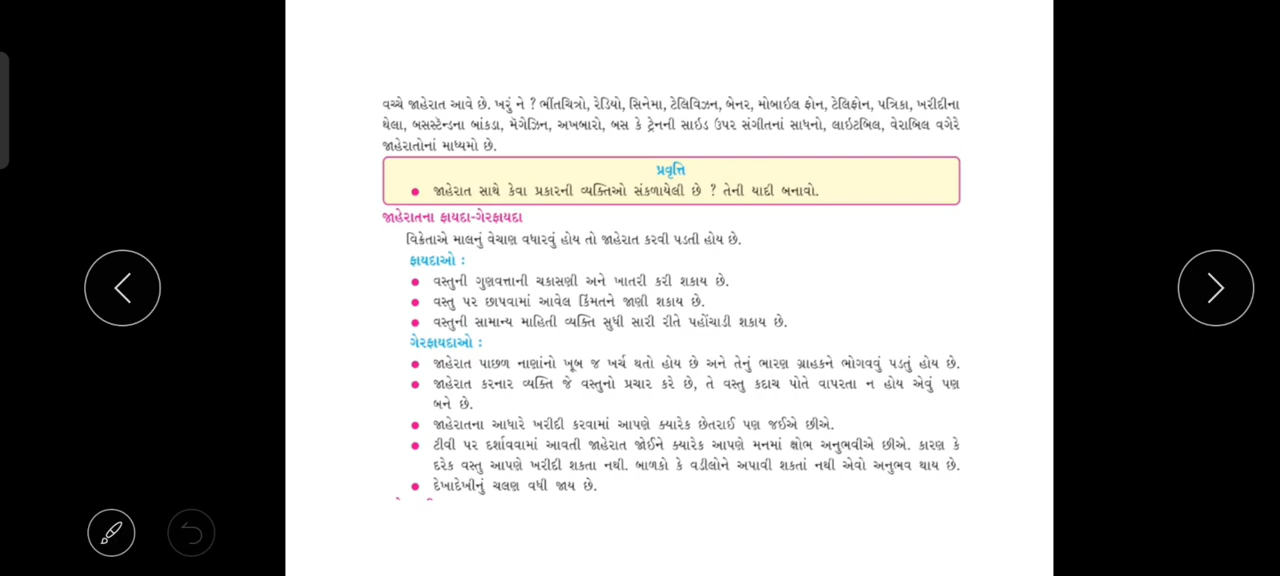 વચ્ચે જાહેરાત આવે છે. ખરું ને ? ભીંતચિત્રો, રેડિયો, સિનેમા, ટેલિવિઝન, બેનર, મોબાઇલ ફોન, ટેલિફોન, પત્રિકા, ખરીદીના
થેલા, બસસ્ટૅન્ડના બાંકડા, મૅગેઝિન, અખબારો, બસ કે ટ્રેનની સાઇડ ઉપર સંગીતનાં સાધનો, લાઇટબિલ, વેરાબિલ વગેરે
જાહેરાતોનાં માધ્યમો છે.
પ્રવૃત્તિ
● જાહેરાત સાથે કેવા પ્રકારની વ્યક્તિઓ સંકળાયેલી છે ? તેની યાદી બનાવો.
જાહેરાતના ફાયદા-ગેરફાયદા
વિક્રેતાએ માલનું વેચાણ વધારવું હોય તો જાહેરાત કરવી પડતી હોય છે.
ફાયદાઓ :
● વસ્તુની ગુણવત્તાની ચકાસણી અને ખાતરી કરી શકાય છે.
● વસ્તુ પર છાપવામાં આવેલ કિંમતને જાણી શકાય છે.
● વસ્તુની સામાન્ય માહિતી વ્યક્તિ સુધી સારી રીતે પહોંચાડી શકાય છે.
ગેરફાયદાઓ :
● જાહેરાત પાછળ નાણાંનો ખૂબ જ ખર્ચ થતો હોય છે અને તેનું ભારણ ગ્રાહકને ભોગવવું પડતું હોય છે.
● જાહેરાત કરનાર વ્યક્તિ જે વસ્તુનો પ્રચાર કરે છે, તે વસ્તુ કદાચ પોતે વાપરતા ન હોય એવું પણ
બને છે.
● જાહેરાતના આધારે ખરીદી કરવામાં આપણે ક્યારેક છેતરાઈ પણ જઈએ છીએ.
● ટીવી પર દર્શાવવામાં આવતી જાહેરાત જોઈને ક્યારેક આપણે મનમાં ક્ષોભ અનુભવીએ છીએ. કારણ કે
દરેક વસ્તુ આપણે ખરીદી શકતા નથી. બાળકો કે વડીલોને અપાવી શકતાં નથી એવો અનુભવ થાય છે.
● દેખાદેખીનું ચલણ વધી જાય છે.